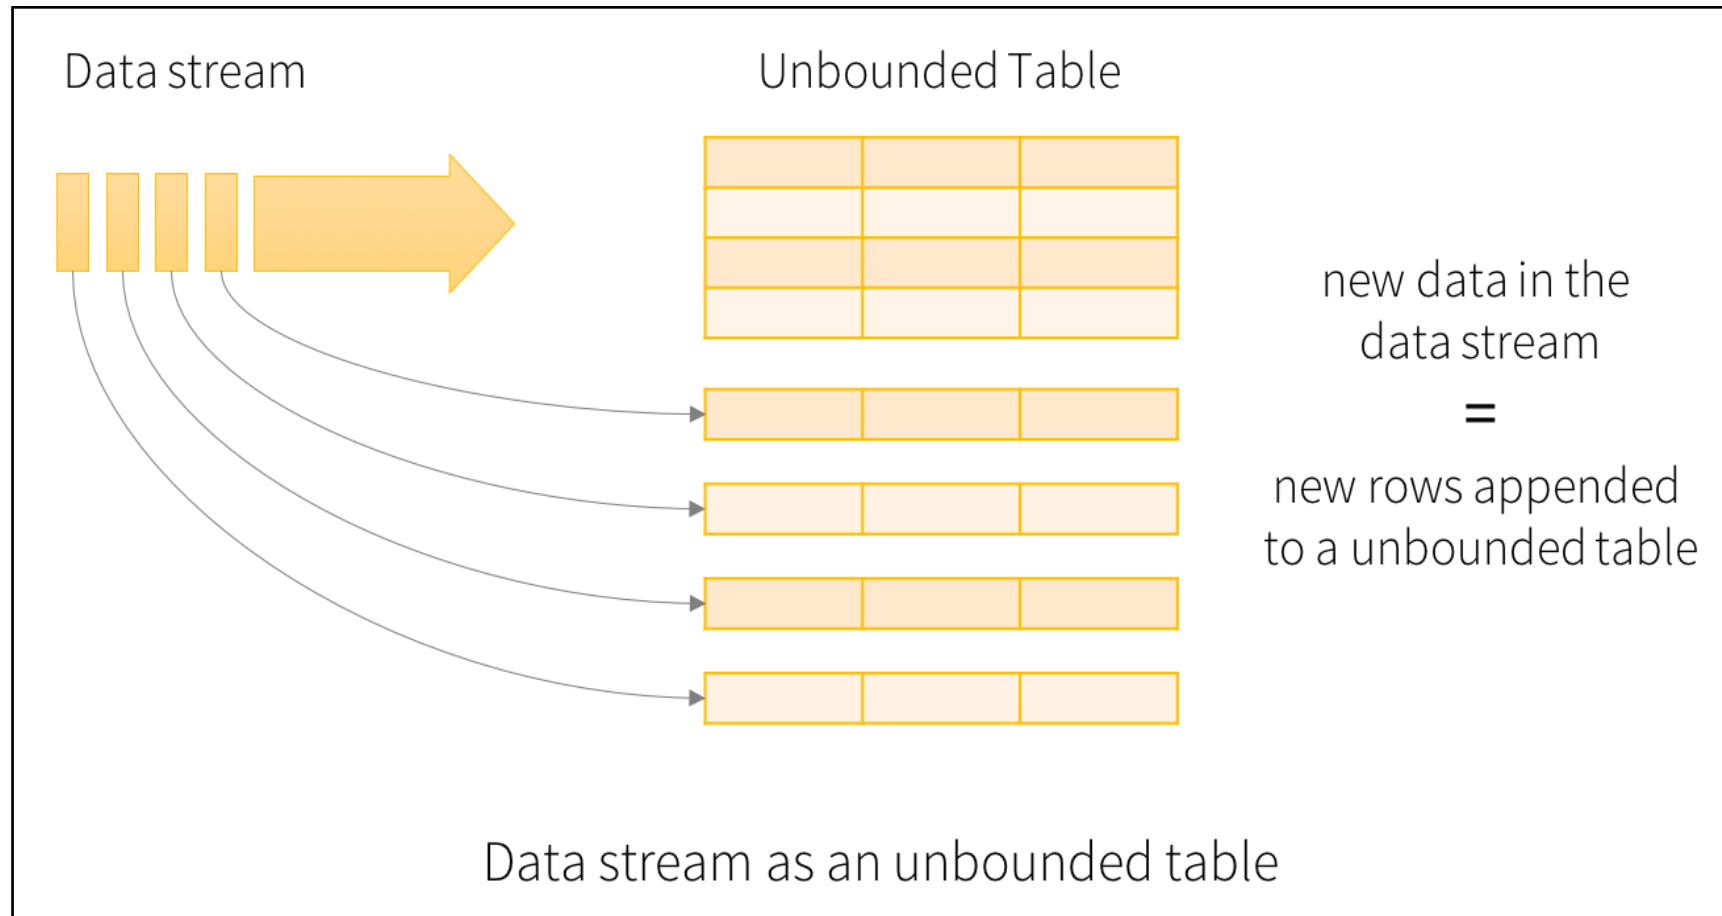 Data stream
Unbounded Table
new data in the
data stream
=
new rows appended
to a unbounded table
Data stream as an unbounded table